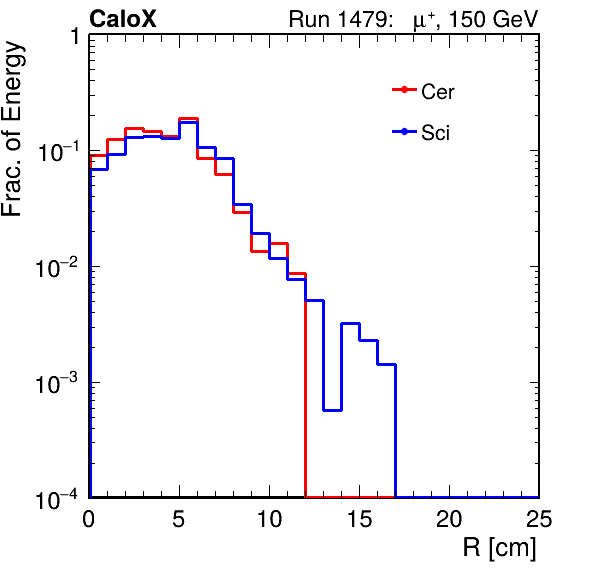 CaloX Run 1479: μ⁺, 150 GeV
Frac. of Energy
1
10⁻¹
10⁻²
10⁻³
10⁻⁴
Cer
Sci
0 5 10 15 20 25
R [cm]